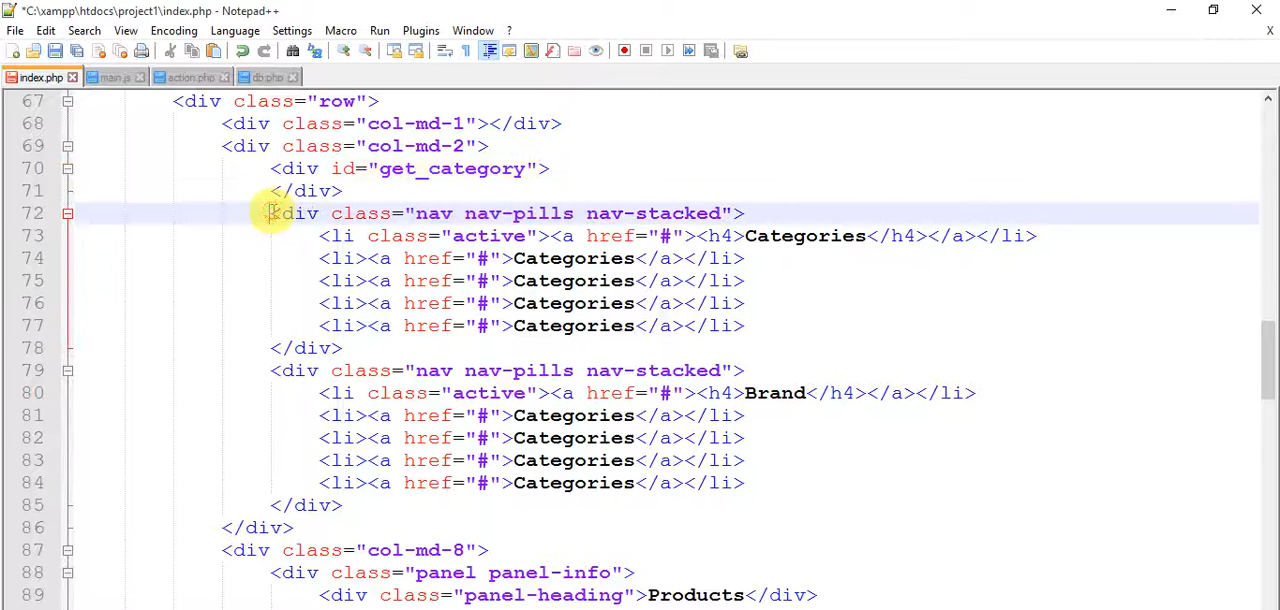 *C:\xampp\htdocs\project1\index.php - Notepad++
File Edit Search View Encoding Language Settings Macro Run Plugins Window ? X
index.php main.js action.php db.php
67 <div class="row">
68 <div class="col-md-1"></div>
69 <div class="col-md-2">
70 <div id="get_category">
71 </div>
72 <div class="nav nav-pills nav-stacked">
73 <li class="active"><a href="#"><h4>Categories</h4></a></li>
74 <li><a href="#">Categories</a></li>
75 <li><a href="#">Categories</a></li>
76 <li><a href="#">Categories</a></li>
77 <li><a href="#">Categories</a></li>
78 </div>
79 <div class="nav nav-pills nav-stacked">
80 <li class="active"><a href="#"><h4>Brand</h4></a></li>
81 <li><a href="#">Categories</a></li>
82 <li><a href="#">Categories</a></li>
83 <li><a href="#">Categories</a></li>
84 <li><a href="#">Categories</a></li>
85 </div>
86 </div>
87 <div class="col-md-8">
88 <div class="panel panel-info">
89 <div class="panel-heading">Products</div>